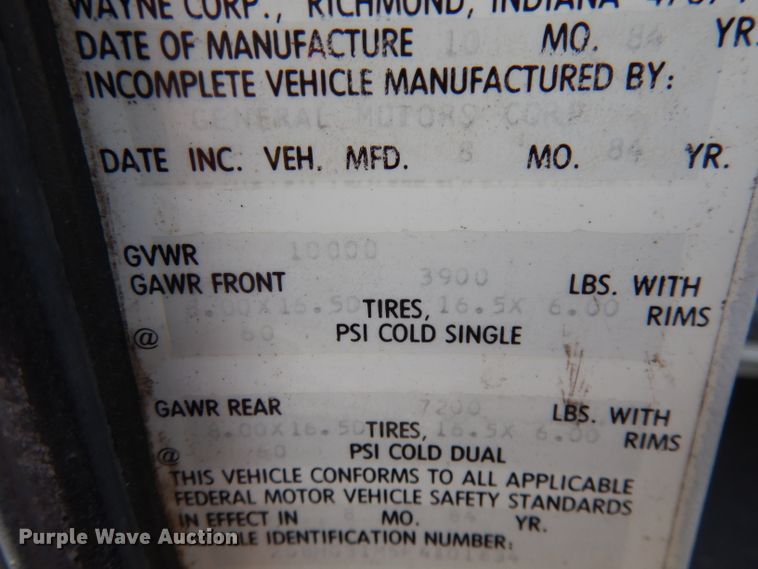 WAYNE CORP., RICHMOND, INDIANA
DATE OF MANUFACTURE 10 MO. 84 YR.
INCOMPLETE VEHICLE MANUFACTURED BY:
GENERAL MOTORS CORP
DATE INC. VEH. MFD. 8 MO. 84 YR.
GVWR 10000
GAWR FRONT 3900 LBS. WITH
8.00X16.50 TIRES, 16.5X 6.00 RIMS
@ 60 PSI COLD SINGLE
GAWR REAR 7200 LBS. WITH
8.00X16.50 TIRES, 16.5X 6.00 RIMS
@ 60 PSI COLD DUAL
THIS VEHICLE CONFORMS TO ALL APPLICABLE
FEDERAL MOTOR VEHICLE SAFETY STANDARDS
IN EFFECT IN 8 MO. 84 YR.
IDENTIFICATION NUMBER:
Purple Wave Auction